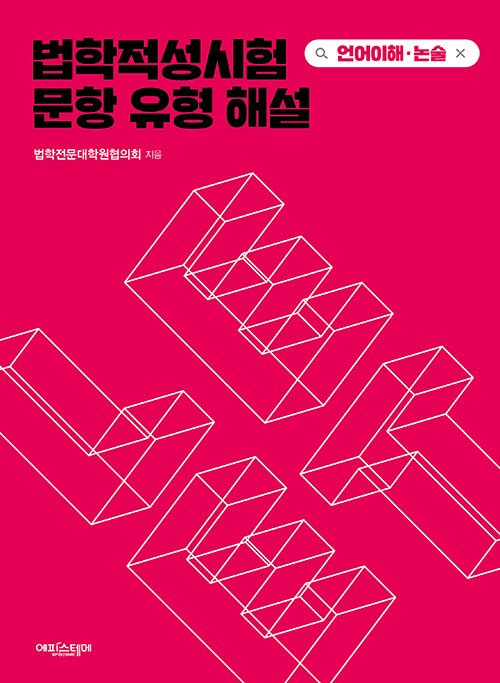 법학적성시험
언어이해·논술
문항 유형 해설
법학전문대학원협의회 지음
에피스테메